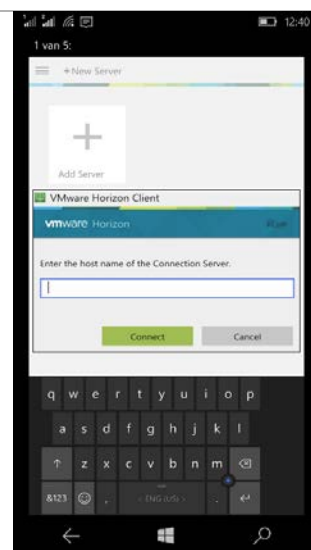 12:40
1 van 5:
+New Server
Add Server
VMware Horizon Client
vmware Horizon
Enter the host name of the Connection Server.
Connect Cancel
q w e r t y u i o p
a s d f g h j k l
z x c v b n m
&123 , ENG (US) .